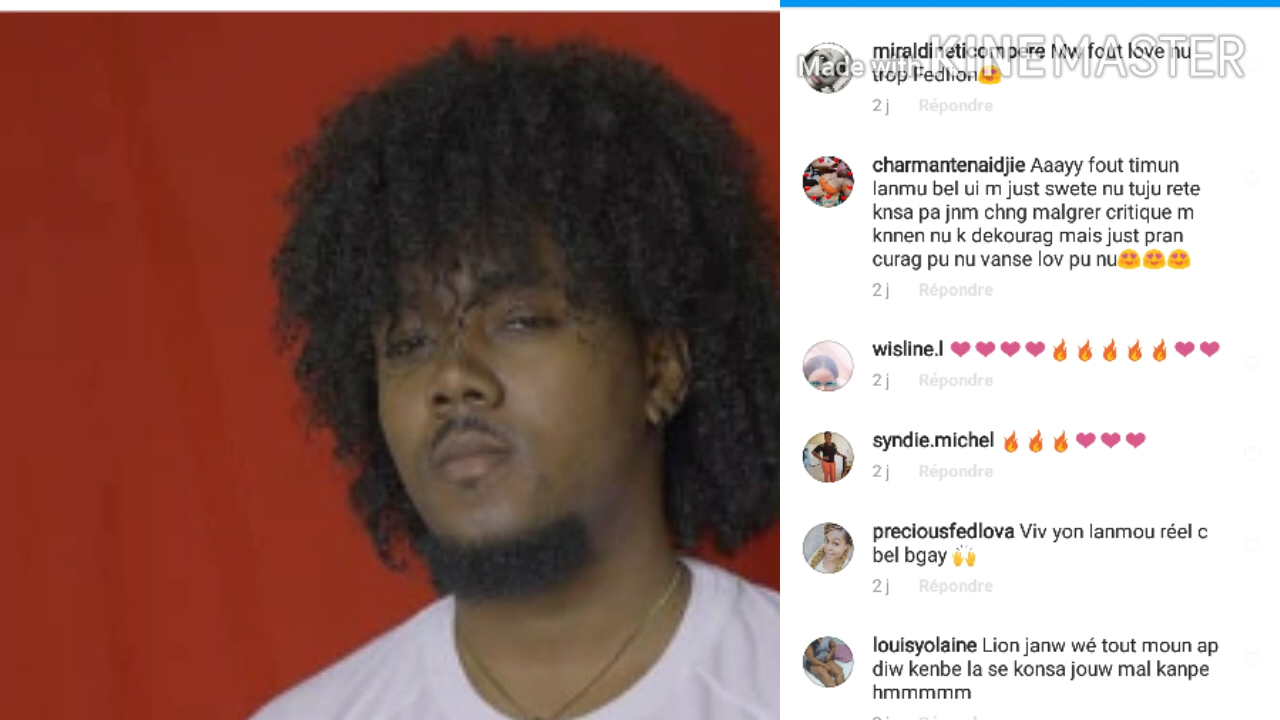 miraldineticompere Mw fout love nu
trop Fedlion😍
Made with KINEMASTER
2 j Répondre
charmantenaidjie Aaayy fout timun
lanmu bel ui m just swete nu tuju rete
knsa pa jnm chng malgrer critique m
knnen nu k dekourag mais just pran
curag pu nu vanse lov pu nu😍😍😍
2 j Répondre
wisline.l ❤❤❤❤🔥🔥🔥🔥🔥❤❤
2 j Répondre
syndie.michel 🔥🔥🔥❤❤❤
2 j Répondre
preciousfedlova Viv yon lanmou réel c
bel bgay 🙌
2 j Répondre
louisyolaine Lion janw wé tout moun ap
diw kenbe la se konsa jouw mal kanpe
hmmmmm